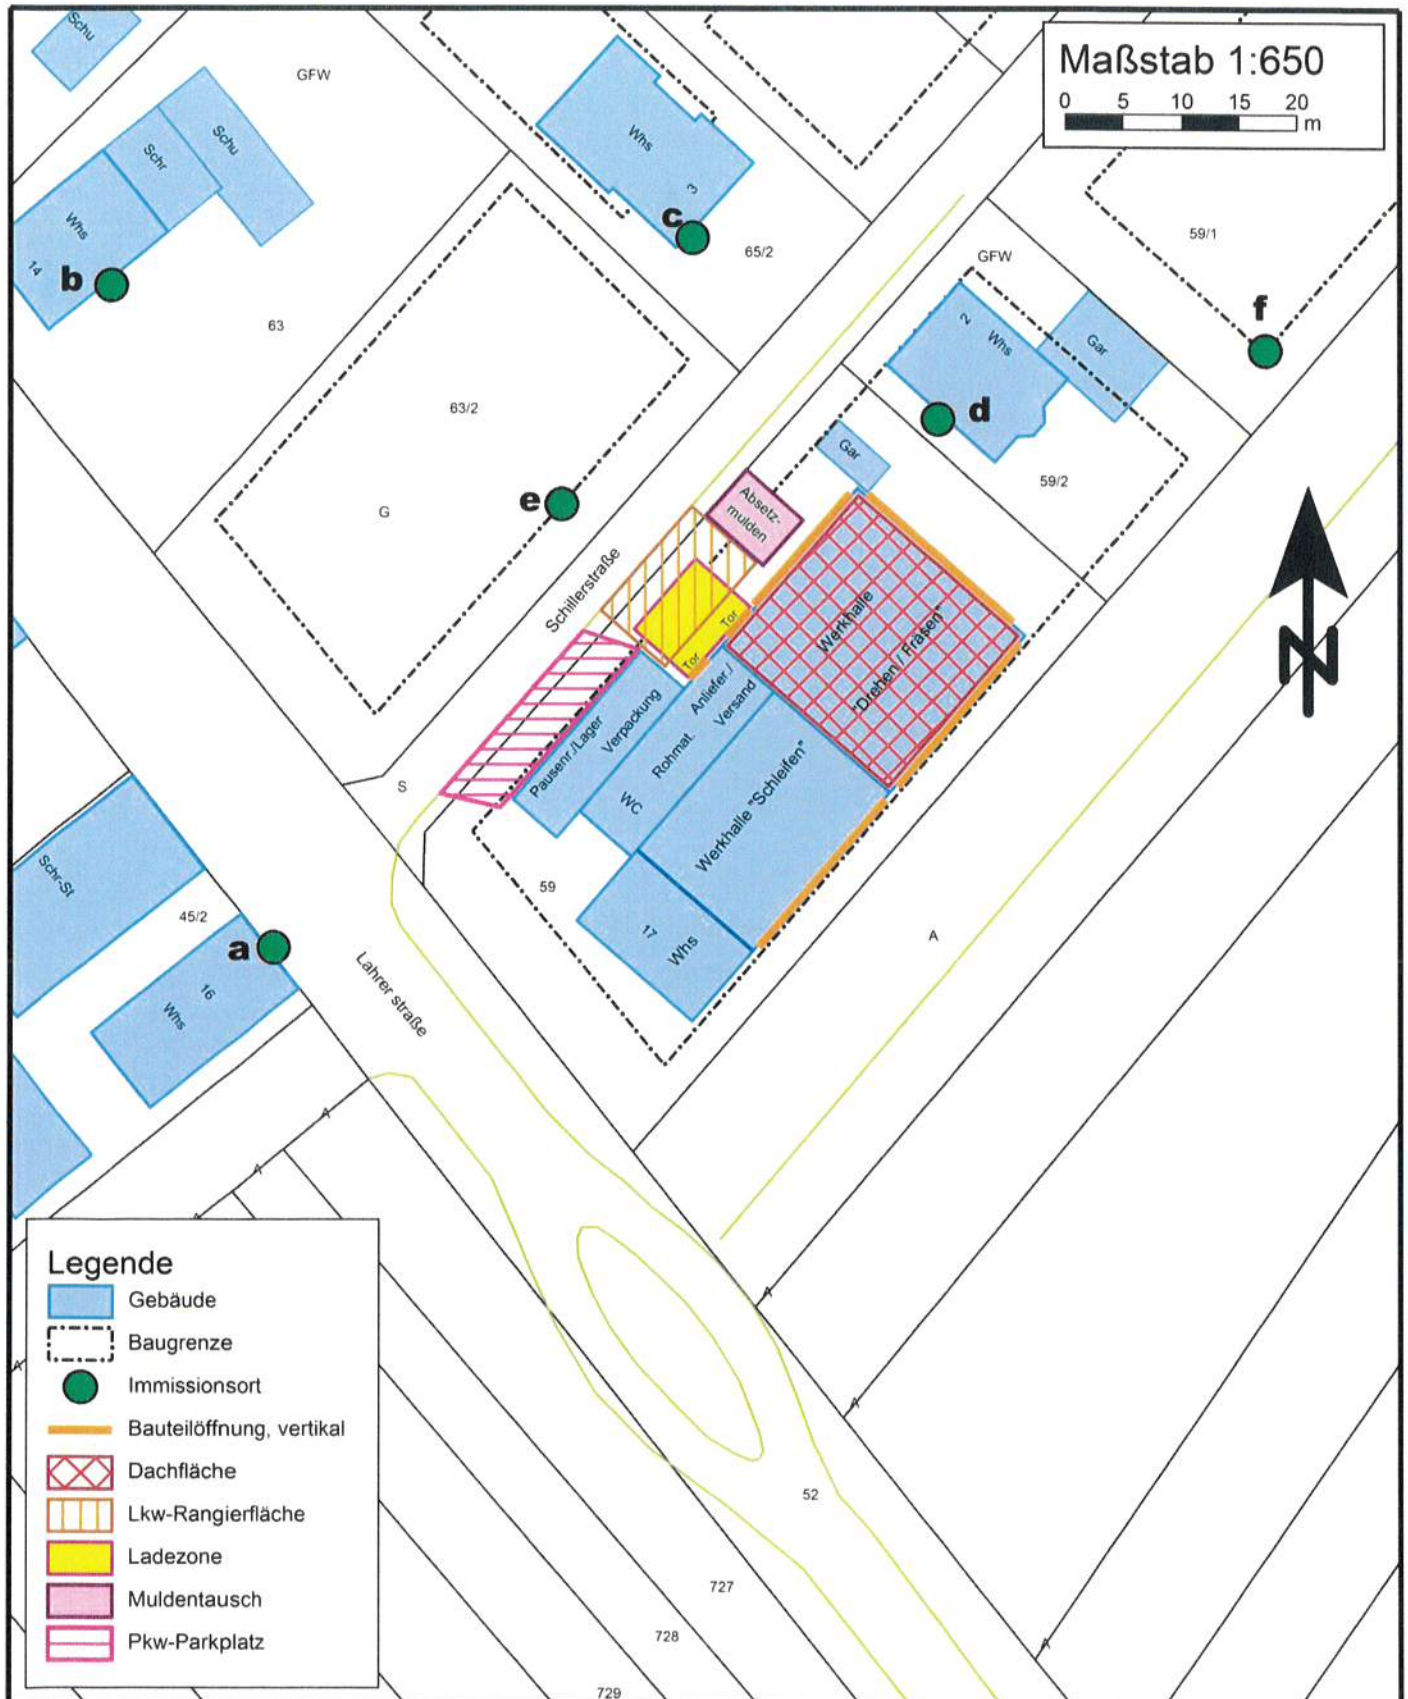 Schu
GFW
Maßstab 1:650
0 5 10 15 20
m
Schu
Schr
Whs
14
b
Whs
3
c
65/2
59/1
GFW
f
63
2
Whs
Gar
63/2
d
Gar
59/2
e
G
Absetz-
mulden
Schillerstraße
Werkhalle
"Drehen / Fräsen"
Tor
Tor
N
Anliefer./
Versand
Verpackung
Pausenr./Lager
Rohmat.
WC
Werkhalle "Schleifen"
S
Schr-St
59
45/2
a
17
Whs
A
16
Whs
Lahrer straße
A
A
A
A
A
A
Legende
Gebäude
Baugrenze
Immissionsort
Bauteilöffnung, vertikal
Dachfläche
Lkw-Rangierfläche
Ladezone
Muldentausch
Pkw-Parkplatz
52
727
728
729